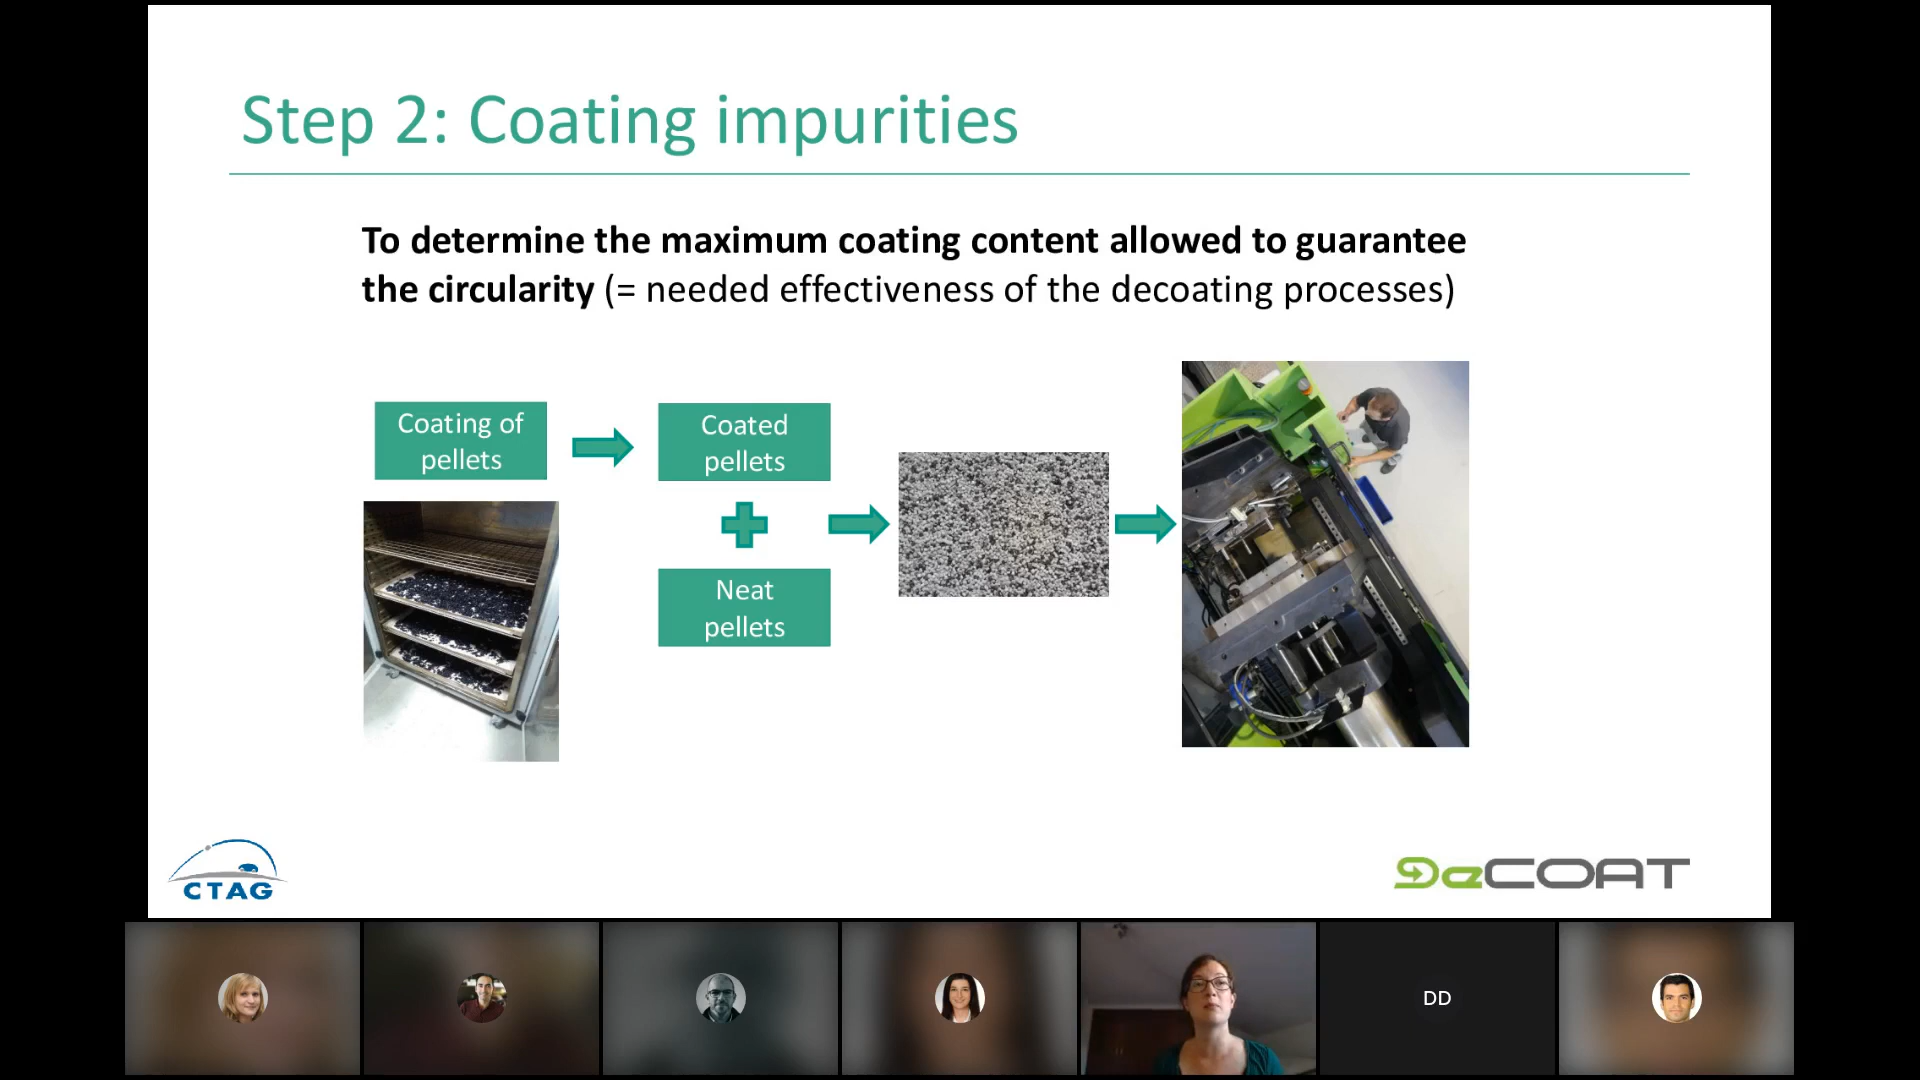 Step 2: Coating impurities
To determine the maximum coating content allowed to guarantee
the circularity (= needed effectiveness of the decoating processes)
Coating of
pellets
Coated
pellets
Neat
pellets
CTAG
DeCOAT
DD